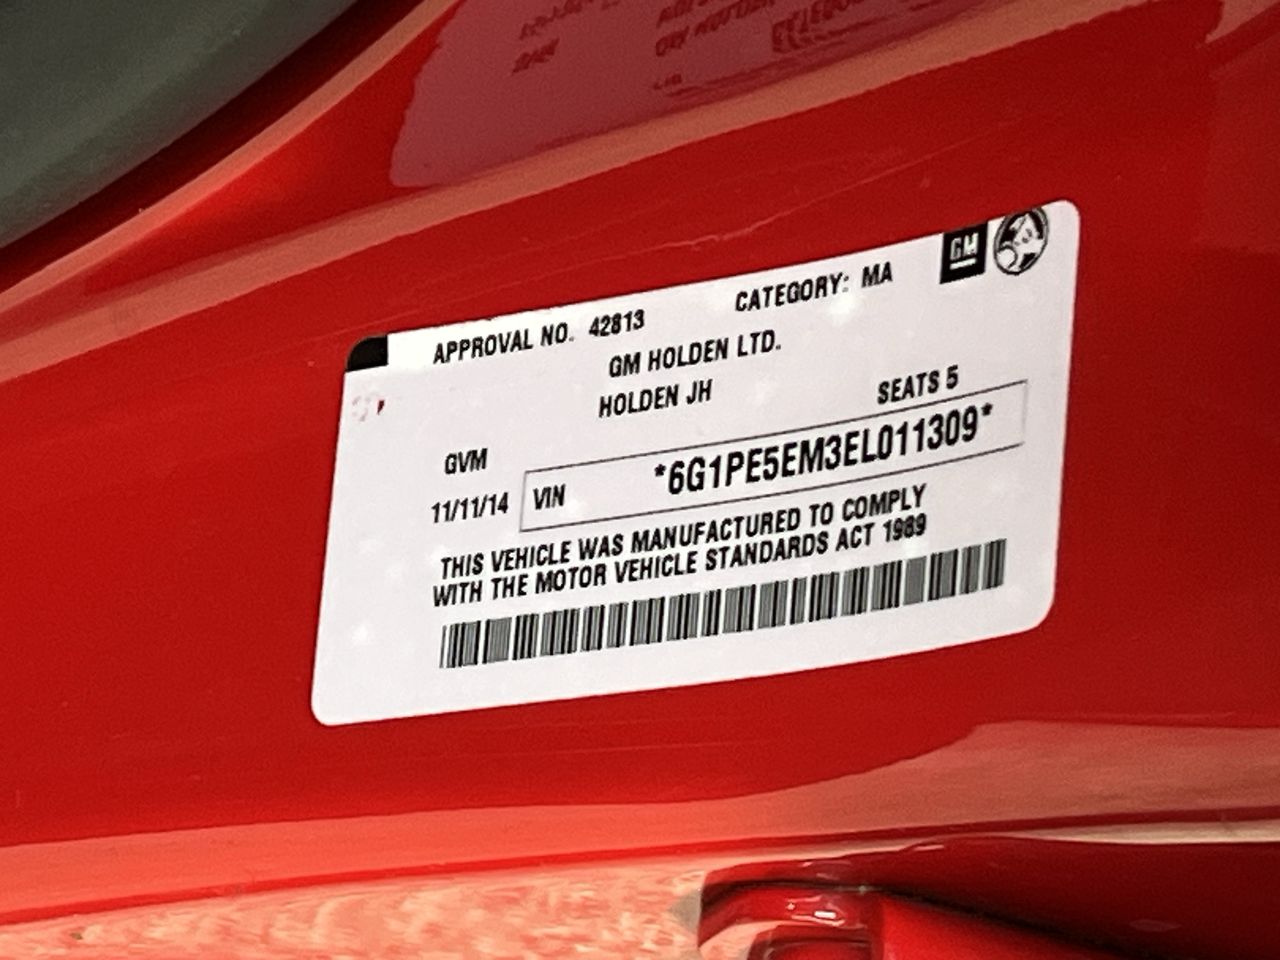 APPROVAL NO. 42813 CATEGORY: MA GM
GM HOLDEN LTD.
HOLDEN JH SEATS 5
GVM
11/11/14 VIN *6G1PE5EM3EL011309*
THIS VEHICLE WAS MANUFACTURED TO COMPLY
WITH THE MOTOR VEHICLE STANDARDS ACT 1989